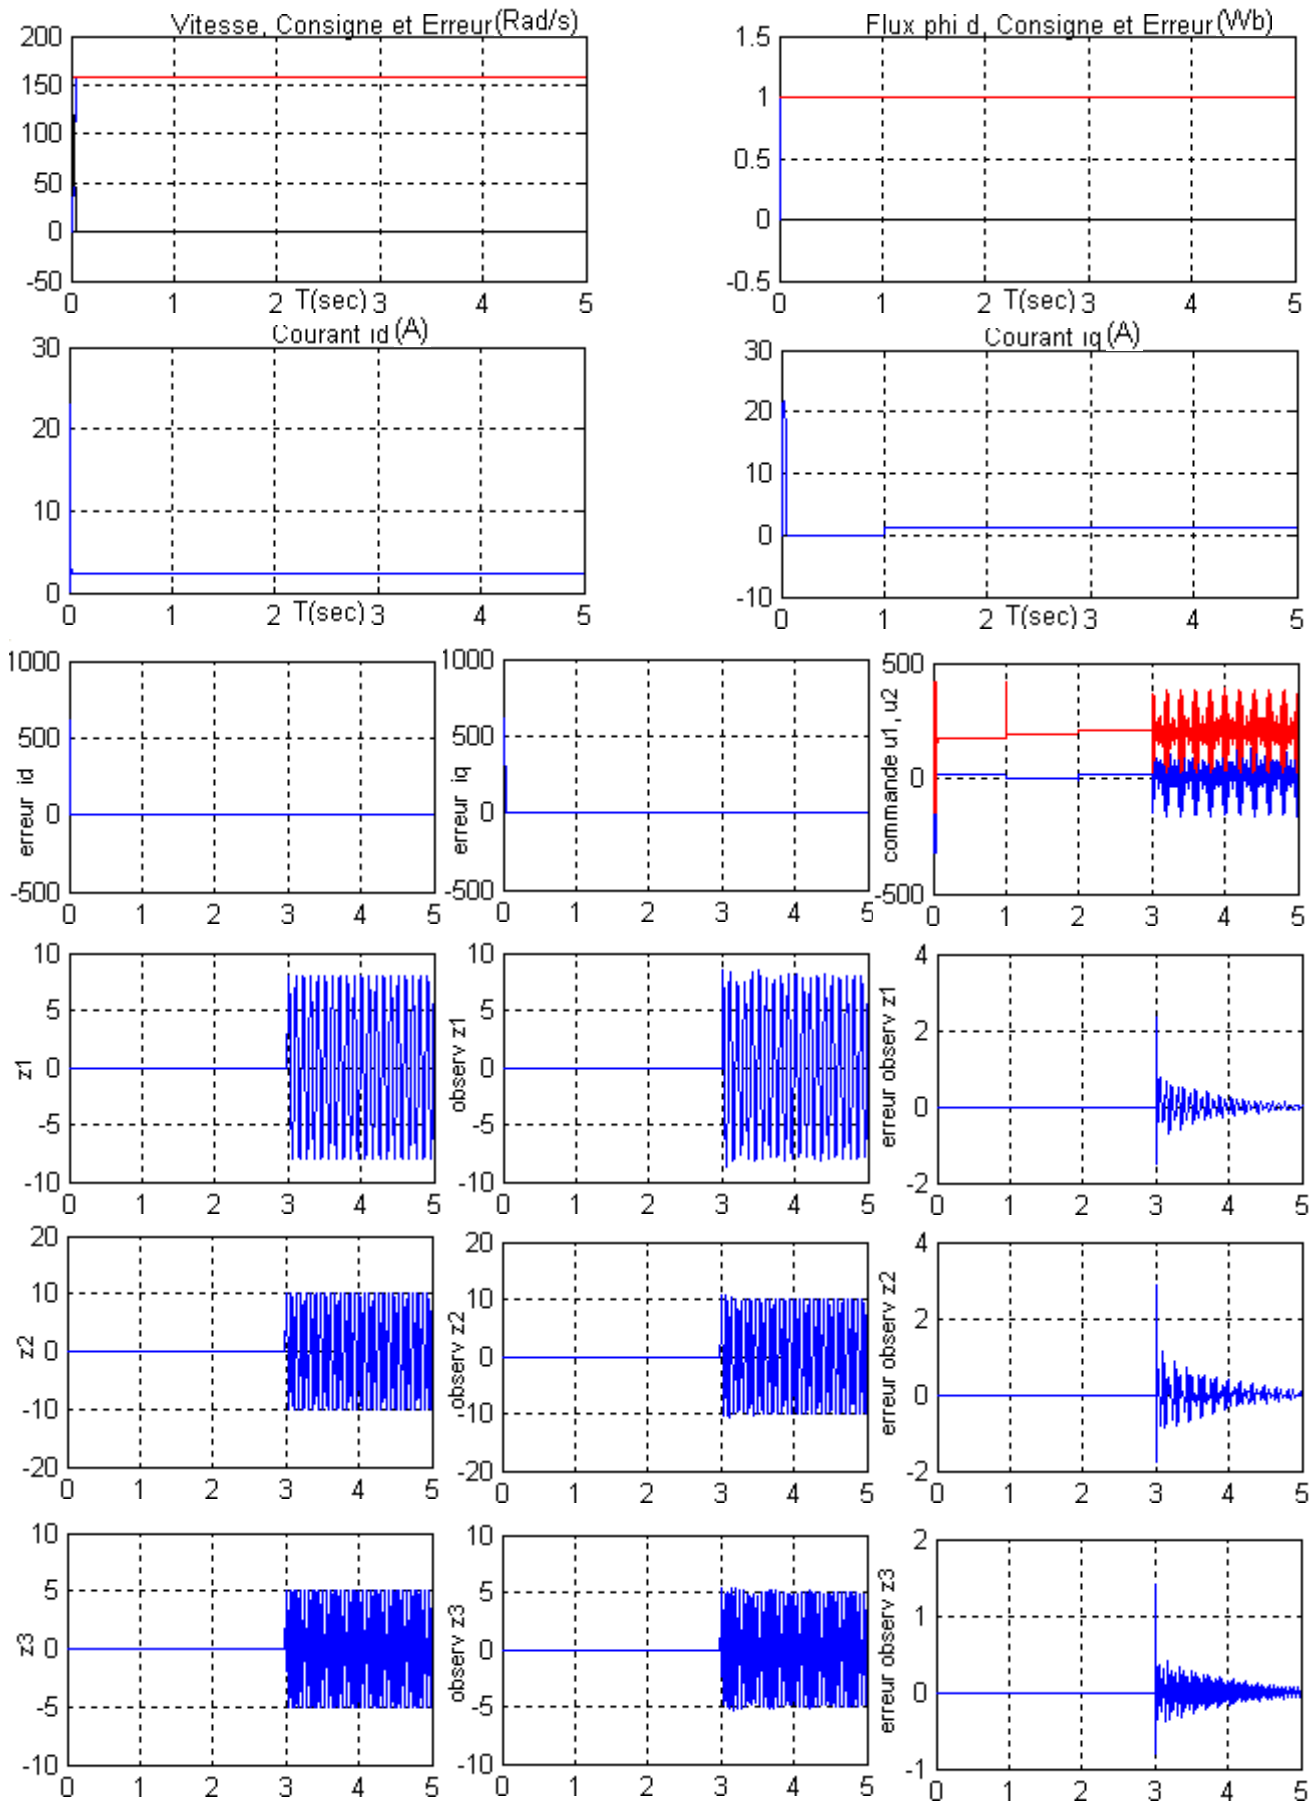 Vitesse, Consigne et Erreur(Rad/s)
200
150
100
50
0
-50
0 1 2 T(sec) 3 4 5
Flux phi d, Consigne et Erreur(Wb)
1.5
1
0.5
0
-0.5
0 1 2 T(sec) 3 4 5
Courant id(A)
30
20
10
0
0 1 2 T(sec) 3 4 5
Courant iq(A)
30
20
10
0
-10
0 1 2 T(sec) 3 4 5
erreur id
1000
500
0
-500
0 1 2 3 4 5
erreur iq
1000
500
0
-500
0 1 2 3 4 5
commande u1 , u2
500
0
-500
0 1 2 3 4 5
z1
10
5
0
-5
-10
0 1 2 3 4 5
observ z1
10
5
0
-5
-10
0 1 2 3 4 5
erreur observ z1
4
2
0
-2
0 1 2 3 4 5
z2
20
10
0
-10
-20
0 1 2 3 4 5
observ z2
20
10
0
-10
-20
0 1 2 3 4 5
erreur observ z2
4
2
0
-2
0 1 2 3 4 5
z3
10
5
0
-5
-10
0 1 2 3 4 5
observ z3
10
5
0
-5
-10
0 1 2 3 4 5
erreur observ z3
2
1
0
-1
0 1 2 3 4 5